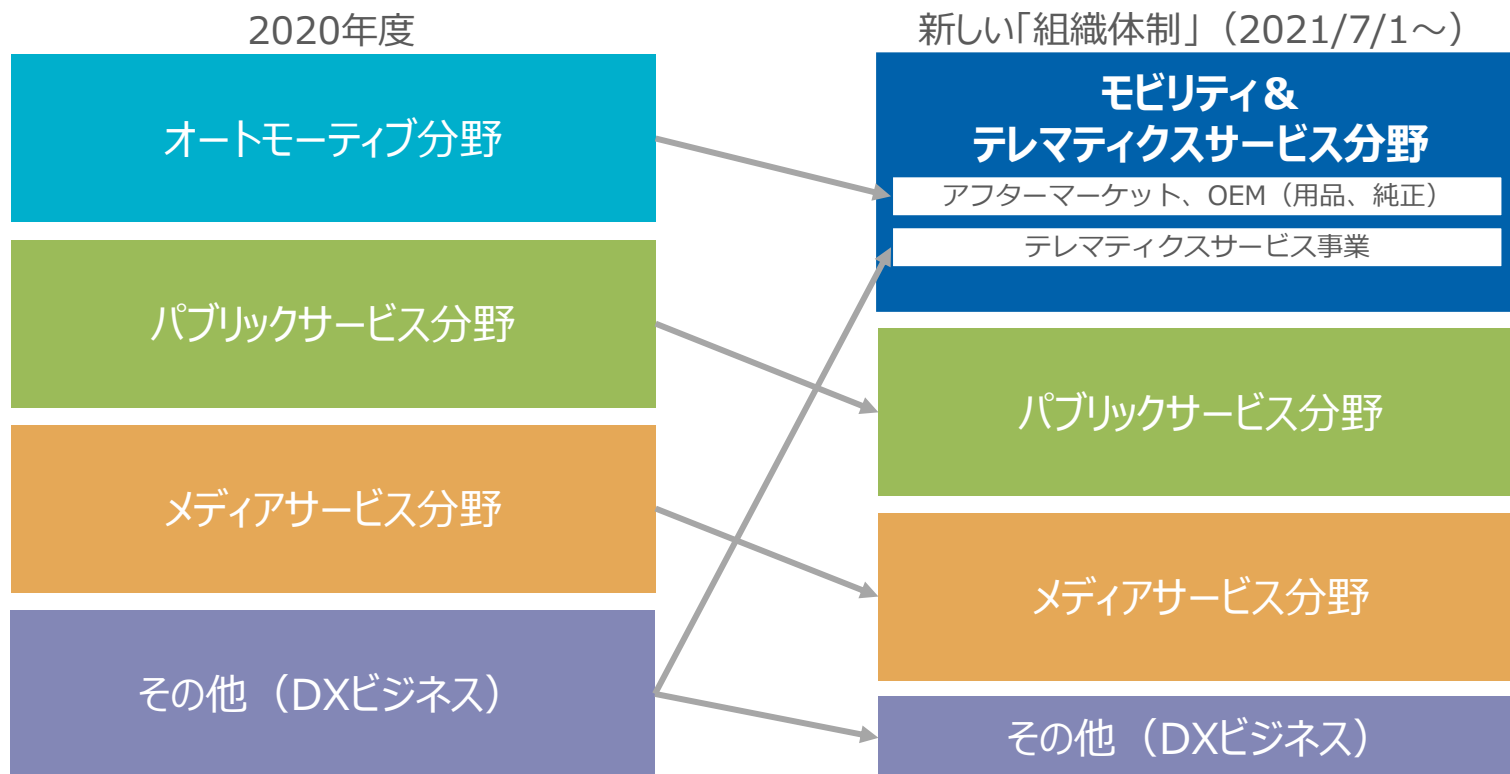 2020年度
オートモーティブ分野
パブリックサービス分野
メディアサービス分野
その他（DXビジネス）
新しい「組織体制」（2021/7/1～）
モビリティ&
テレマティクスサービス分野
アフターマーケット、OEM（用品、純正）
テレマティクスサービス事業
パブリックサービス分野
メディアサービス分野
その他（DXビジネス）